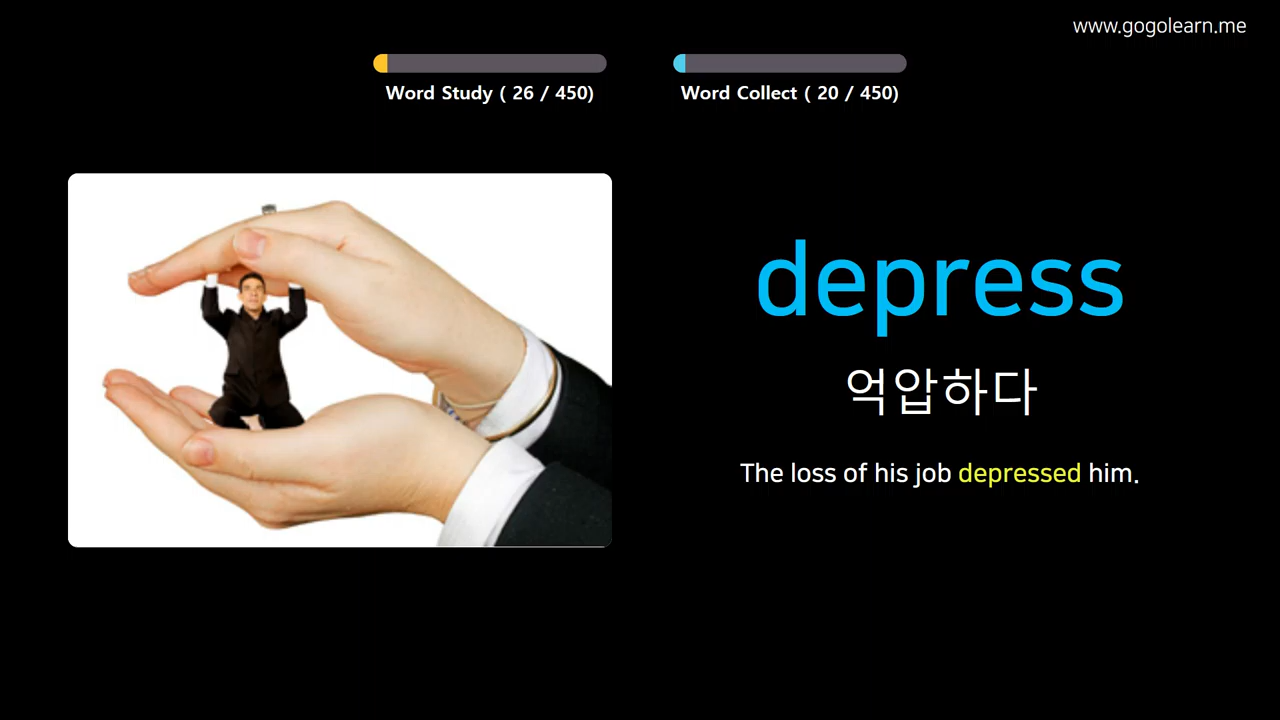 www.gogolearn.me
Word Study ( 26 / 450)
Word Collect ( 20 / 450)
depress
억압하다
The loss of his job depressed him.